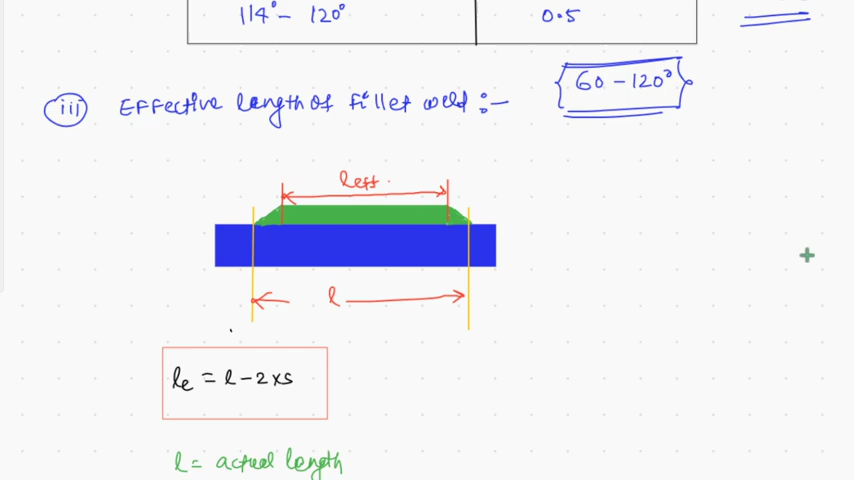 114° - 120° 0.5
60 - 120°
(iii) Effective length of fillet weld :-
leff.
l
le = l - 2xs
l = actual length